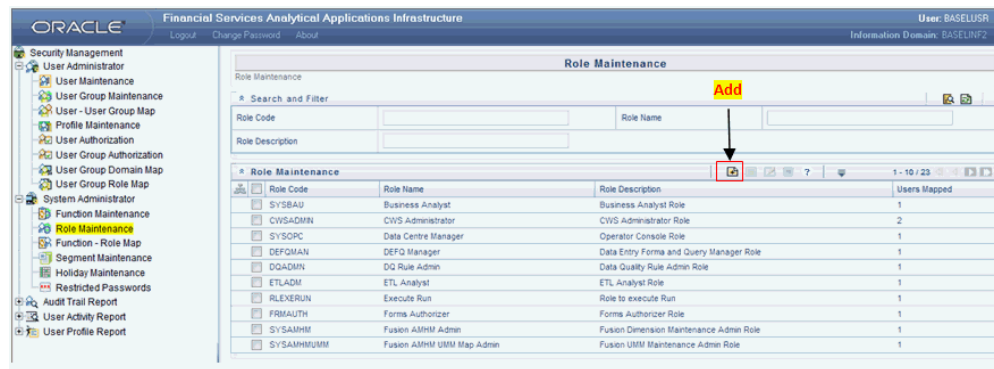 ORACLE
Financial Services Analytical Applications Infrastructure
User: BASELUSR
Logout Change Password About
Information Domain: BASELINF2
Security Management
User Administrator
User Maintenance
User Group Maintenance
User - User Group Map
Profile Maintenance
User Authorization
User Group Authorization
User Group Domain Map
User Group Role Map
System Administrator
Function Maintenance
Role Maintenance
Function - Role Map
Segment Maintenance
Holiday Maintenance
Restricted Passwords
Audit Trail Report
User Activity Report
User Profile Report
Role Maintenance
Role Maintenance
Add
Search and Filter
Role Code Role Name
Role Description
Role Maintenance ? 1 - 10 / 23
Role Code Role Name Role Description Users Mapped
SYSBAU Business Analyst Business Analyst Role 1
CWSADMIN CWS Administrator CWS Administrator Role 2
SYSOPC Data Centre Manager Operator Console Role 1
DEFQMAN DEFQ Manager Data Entry Forms and Query Manager Role 1
DQADMN DQ Rule Admin Data Quality Rule Admin Role 1
ETLADM ETL Analyst ETL Analyst Role 1
RLEXERUN Execute Run Role to execute Run 1
FRMAUTH Forms Authorizer Forms Authorizer Role 1
SYSAMHM Fusion AMHM Admin Fusion Dimension Maintenance Admin Role 1
SYSAMHMUMM Fusion AMHM UMM Map Admin Fusion UMM Maintenance Admin Role 1